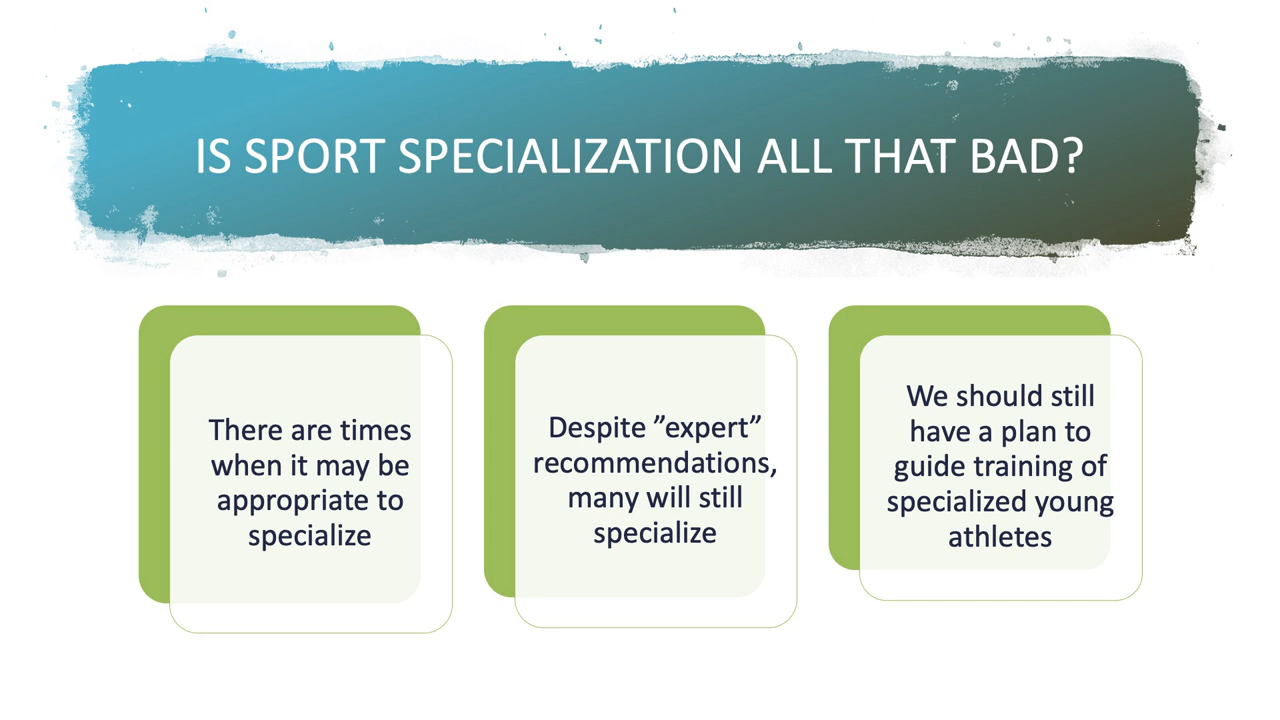 IS SPORT SPECIALIZATION ALL THAT BAD?
There are times
when it may be
appropriate to
specialize
Despite ”expert”
recommendations,
many will still
specialize
We should still
have a plan to
guide training of
specialized young
athletes